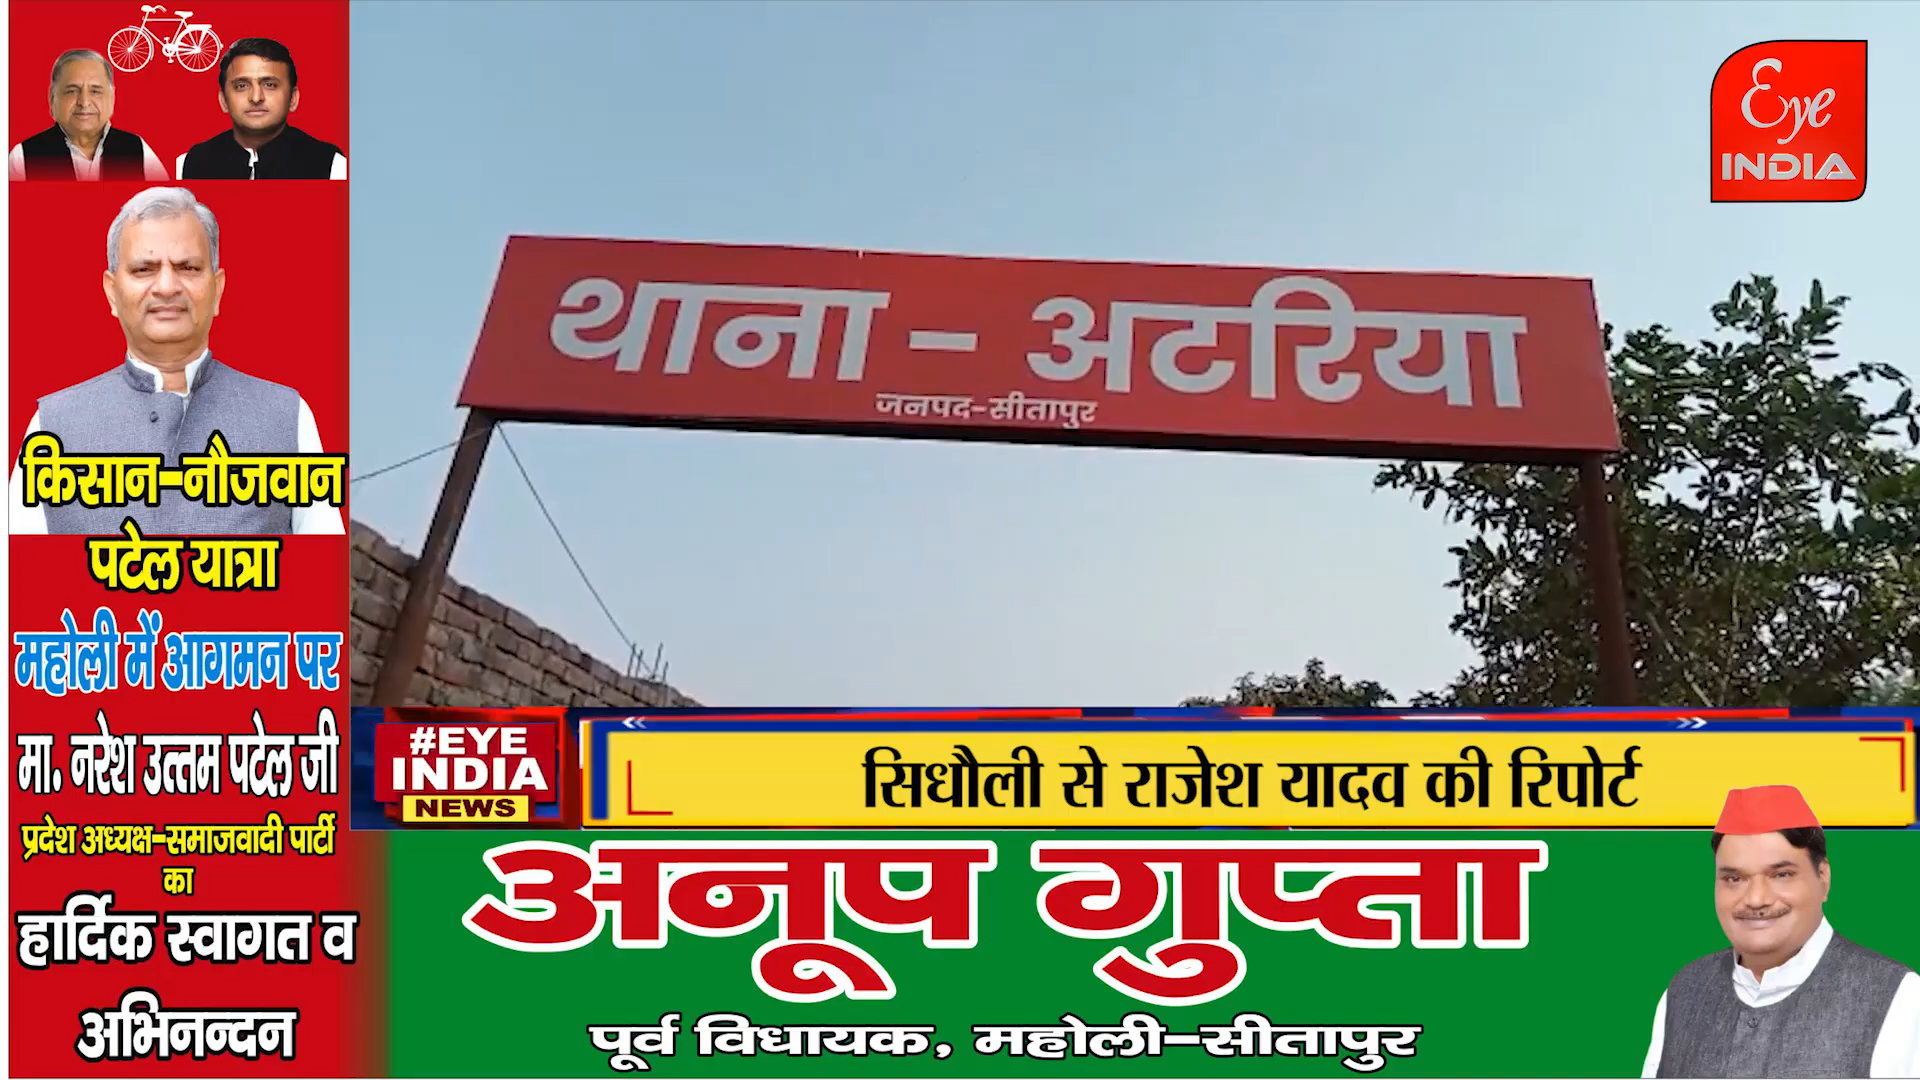 Eye
INDIA
थाना - अटरिया
जनपद-सीतापुर
किसान-नौजवान
पटेल यात्रा
महोली में आगमन पर
मा. नरेश उत्तम पटेल जी
प्रदेश अध्यक्ष-समाजवादी पार्टी
का
हार्दिक स्वागत व
अभिनन्दन
#EYE
INDIA
NEWS
सिधौली से राजेश यादव की रिपोर्ट
अनूप गुप्ता
पूर्व विधायक, महोली-सीतापुर